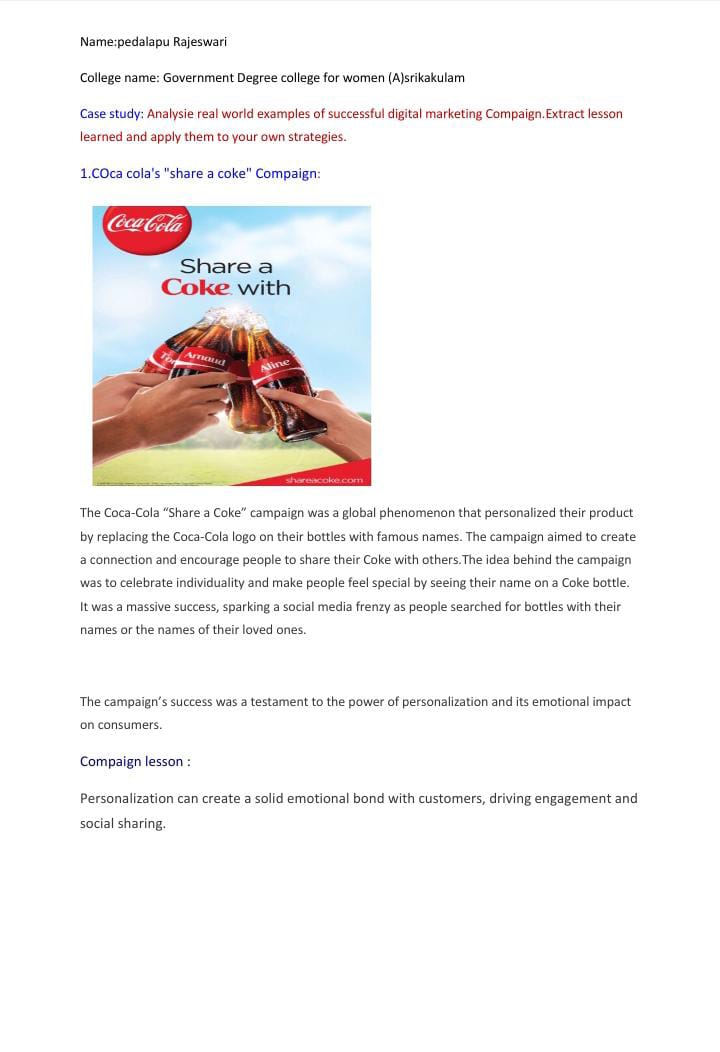 Name:pedalapu Rajeswari
College name: Government Degree college for women (A)srikakulam
Case study: Analysie real world examples of successful digital marketing Compaign.Extract lesson
learned and apply them to your own strategies.
1.COca cola's "share a coke" Compaign:
Coca-Cola
Share a
Coke with
Arnaud
Aline
shareacoke.com
The Coca-Cola “Share a Coke” campaign was a global phenomenon that personalized their product
by replacing the Coca-Cola logo on their bottles with famous names. The campaign aimed to create
a connection and encourage people to share their Coke with others.The idea behind the campaign
was to celebrate individuality and make people feel special by seeing their name on a Coke bottle.
It was a massive success, sparking a social media frenzy as people searched for bottles with their
names or the names of their loved ones.
The campaign’s success was a testament to the power of personalization and its emotional impact
on consumers.
Compaign lesson :
Personalization can create a solid emotional bond with customers, driving engagement and
social sharing.